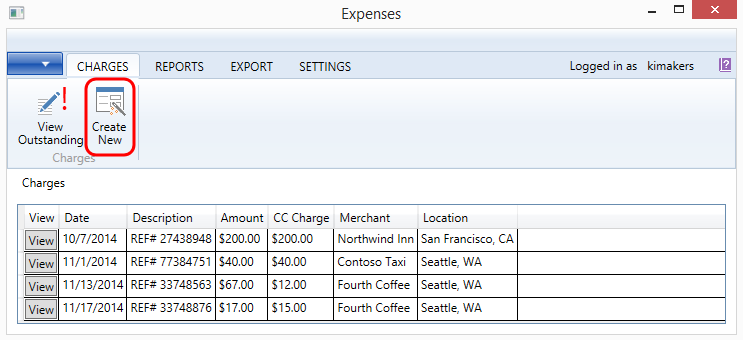 Expenses
CHARGES REPORTS EXPORT SETTINGS Logged in as kimakers ?
View Outstanding
Create New
Charges
Charges
View Date Description Amount CC Charge Merchant Location
View 10/7/2014 REF# 27438948 $200.00 $200.00 Northwind Inn San Francisco, CA
View 11/1/2014 REF# 77384751 $40.00 $40.00 Contoso Taxi Seattle, WA
View 11/13/2014 REF# 33748563 $67.00 $12.00 Fourth Coffee Seattle, WA
View 11/17/2014 REF# 33748876 $17.00 $15.00 Fourth Coffee Seattle, WA